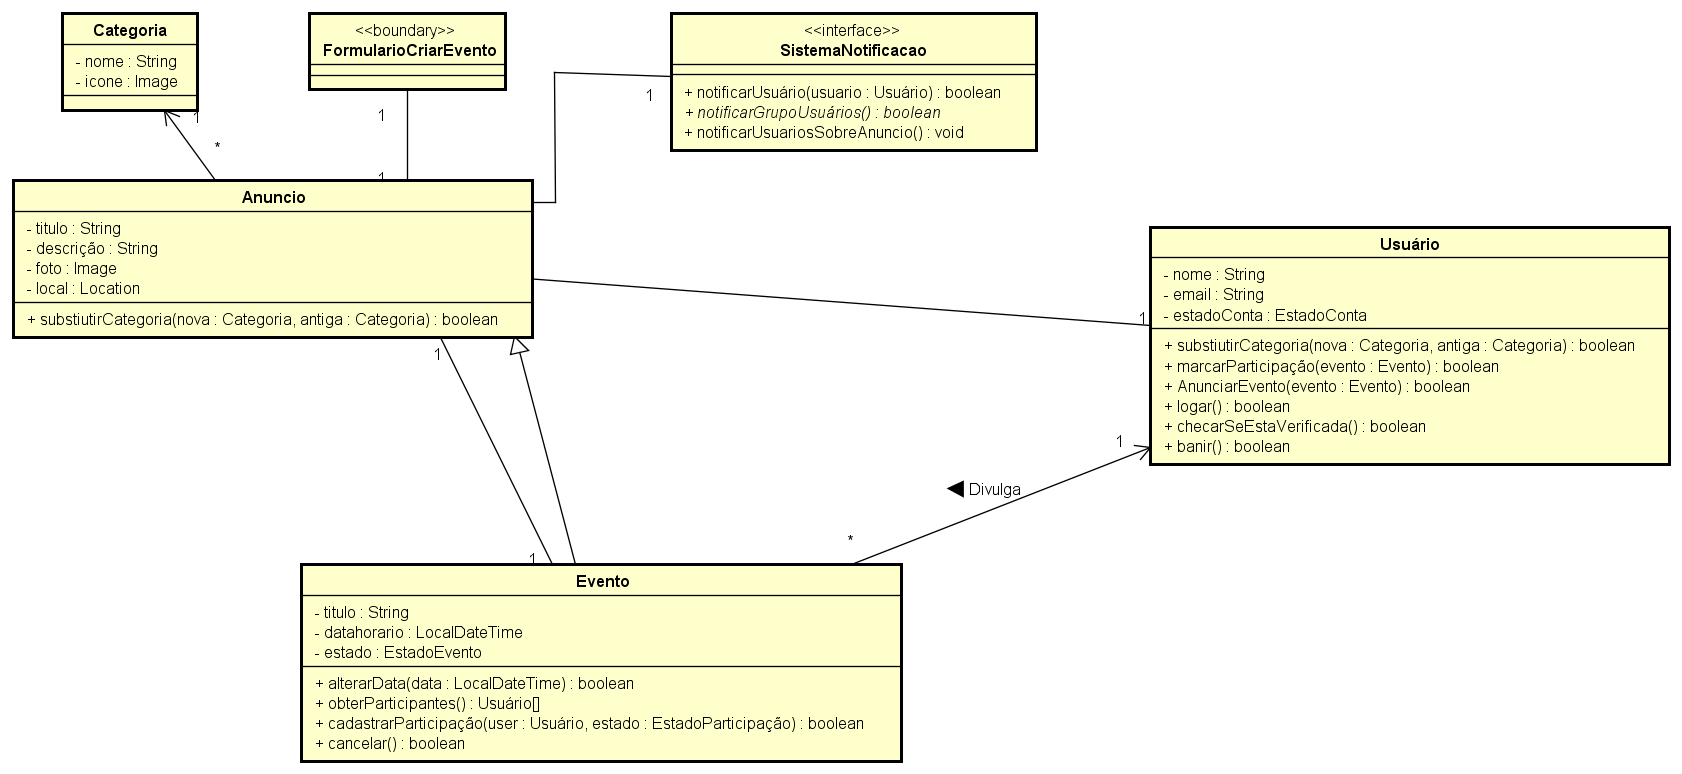 Categoria
- nome : String
- icone : Image
<<boundary>>
FormularioCriarEvento
<<interface>>
SistemaNotificacao
+ notificarUsuário(usuario : Usuário) : boolean
+ notificarGrupoUsuários() : boolean
+ notificarUsuariosSobreAnuncio() : void
1
*
1
1
1
Anuncio
- titulo : String
- descrição : String
- foto : Image
- local : Location
+ substiutirCategoria(nova : Categoria, antiga : Categoria) : boolean
1
Usuário
- nome : String
- email : String
- estadoConta : EstadoConta
+ substiutirCategoria(nova : Categoria, antiga : Categoria) : boolean
+ marcarParticipação(evento : Evento) : boolean
+ AnunciarEvento(evento : Evento) : boolean
+ logar() : boolean
+ checarSeEstaVerificada() : boolean
+ banir() : boolean
1
1
Divulga
*
1
Evento
- titulo : String
- datahorario : LocalDateTime
- estado : EstadoEvento
+ alterarData(data : LocalDateTime) : boolean
+ obterParticipantes() : Usuário[]
+ cadastrarParticipação(user : Usuário, estado : EstadoParticipação) : boolean
+ cancelar() : boolean